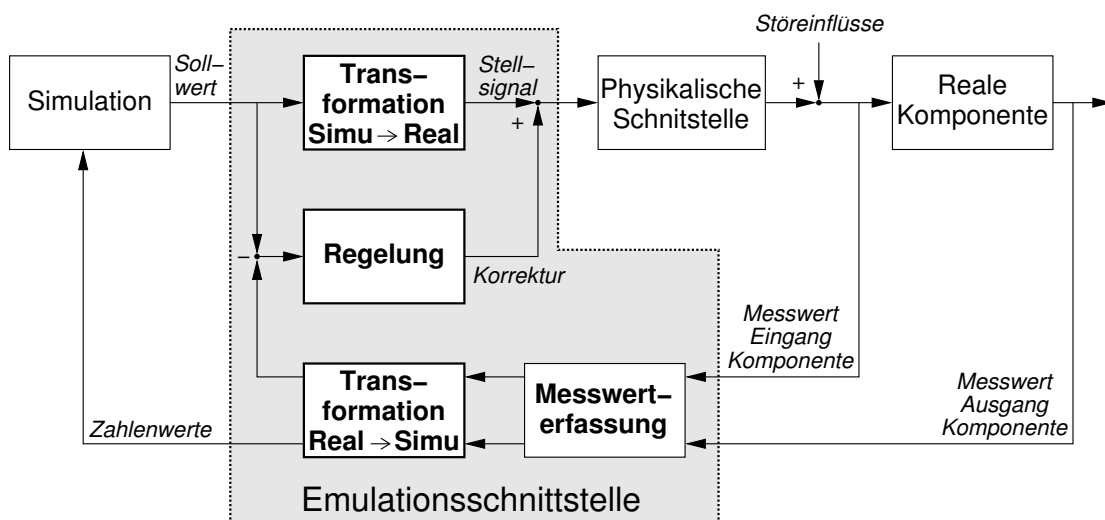 Störeinflüsse
Soll–
wert
Simulation
Trans–
formation
Simu → Real
Stell–
signal
+
Physikalische
Schnitstelle
+
Reale
Komponente
–
Regelung
Korrektur
Messwert
Eingang
Komponente
Trans–
formation
Real → Simu
Messwert–
erfassung
Messwert
Ausgang
Komponente
Zahlenwerte
Emulationsschnittstelle